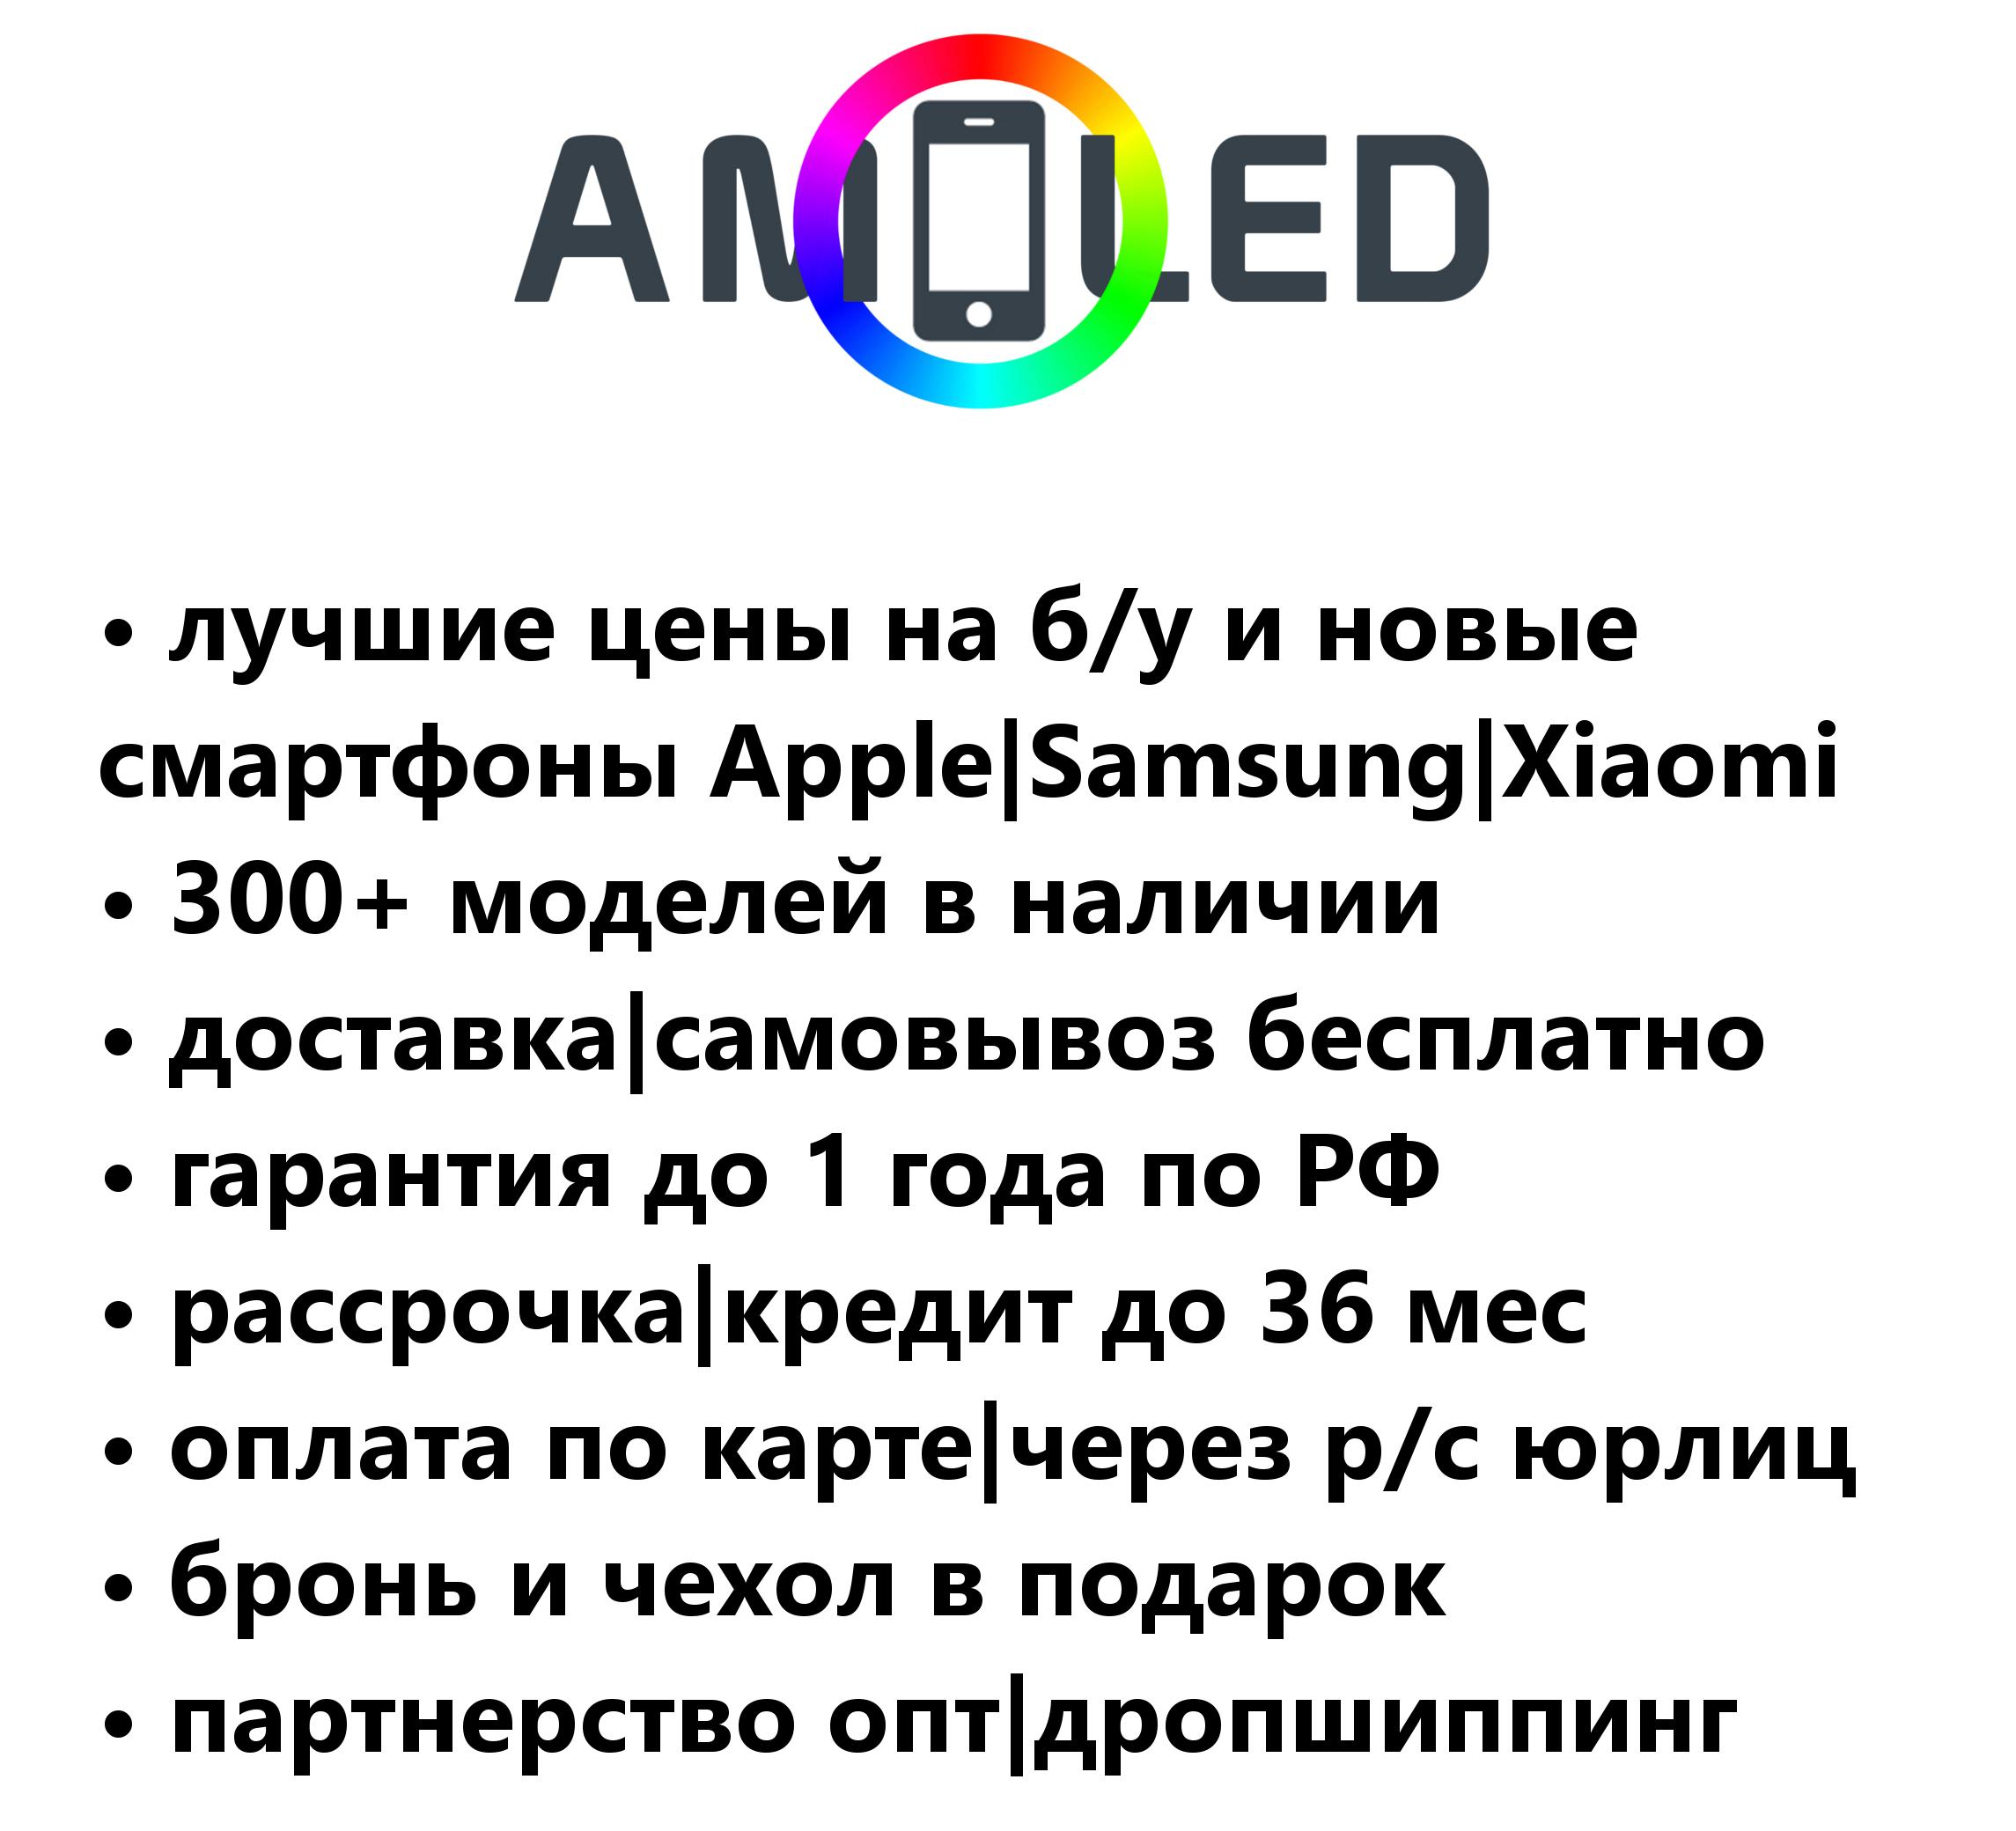 AMOLED
• лучшие цены на б/у и новые
смартфоны Apple|Samsung|Xiaomi
• 300+ моделей в наличии
• доставка|самовывоз бесплатно
• гарантия до 1 года по РФ
• рассрочка|кредит до 36 мес
• оплата по карте|через р/с юрлиц
• бронь и чехол в подарок
• партнерство опт|дропшиппинг